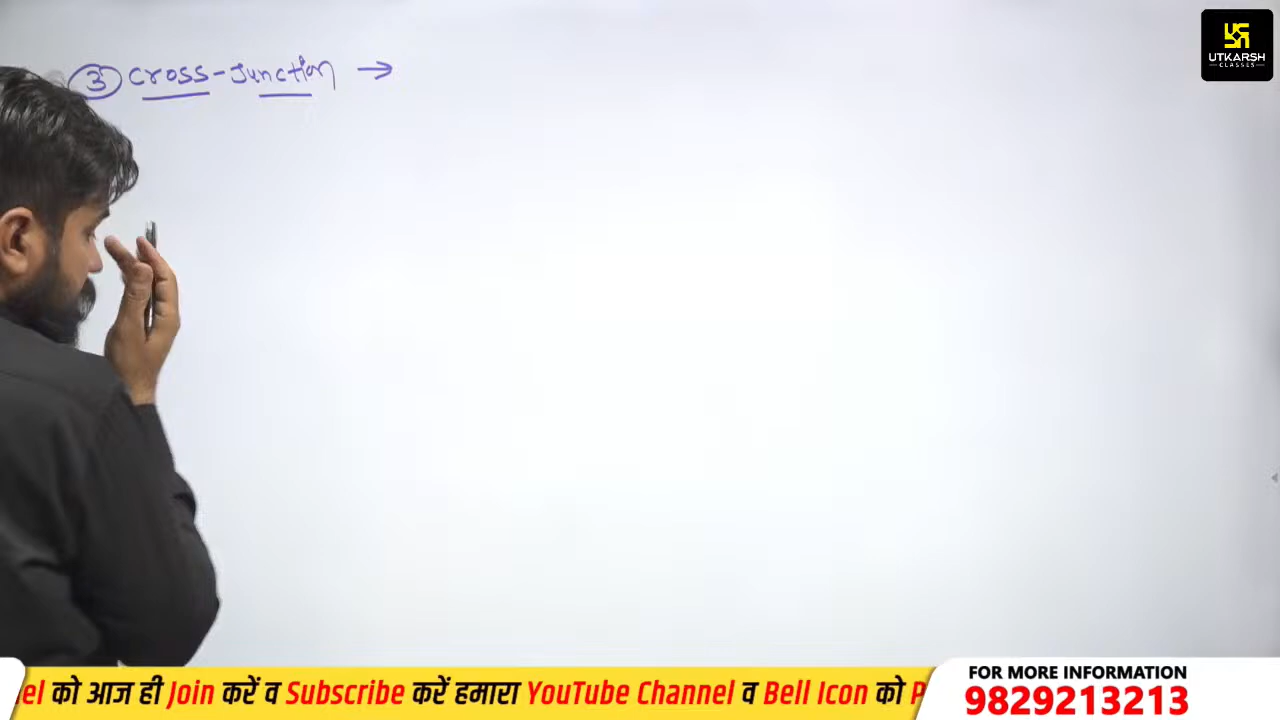 ③ Cross-Junction →
UTKARSH
CLASSES
el को आज ही Join करें व Subscribe करें हमारा YouTube Channel व Bell Icon को P
FOR MORE INFORMATION
9829213213